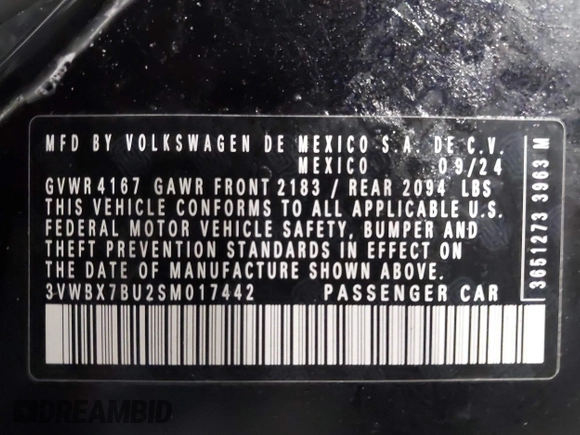 MFD BY VOLKSWAGEN DE MEXICO S.A. DE C.V.
MEXICO 09/24
GVWR 4167 GAWR FRONT 2183 / REAR 2094 LBS
THIS VEHICLE CONFORMS TO ALL APPLICABLE U.S.
FEDERAL MOTOR VEHICLE SAFETY, BUMPER AND
THEFT PREVENTION STANDARDS IN EFFECT ON
THE DATE OF MANUFACTURE SHOWN ABOVE.
3VWBX7BU2SM017442 PASSENGER CAR
3651273 3963 M
DREAMBID